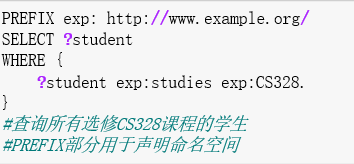 PREFIX exp: http://www.example.org/
SELECT ?student
WHERE {
?student exp:studies exp:CS328.
}
#查询所有选修CS328课程的学生
#PREFIX部分用于声明命名空间